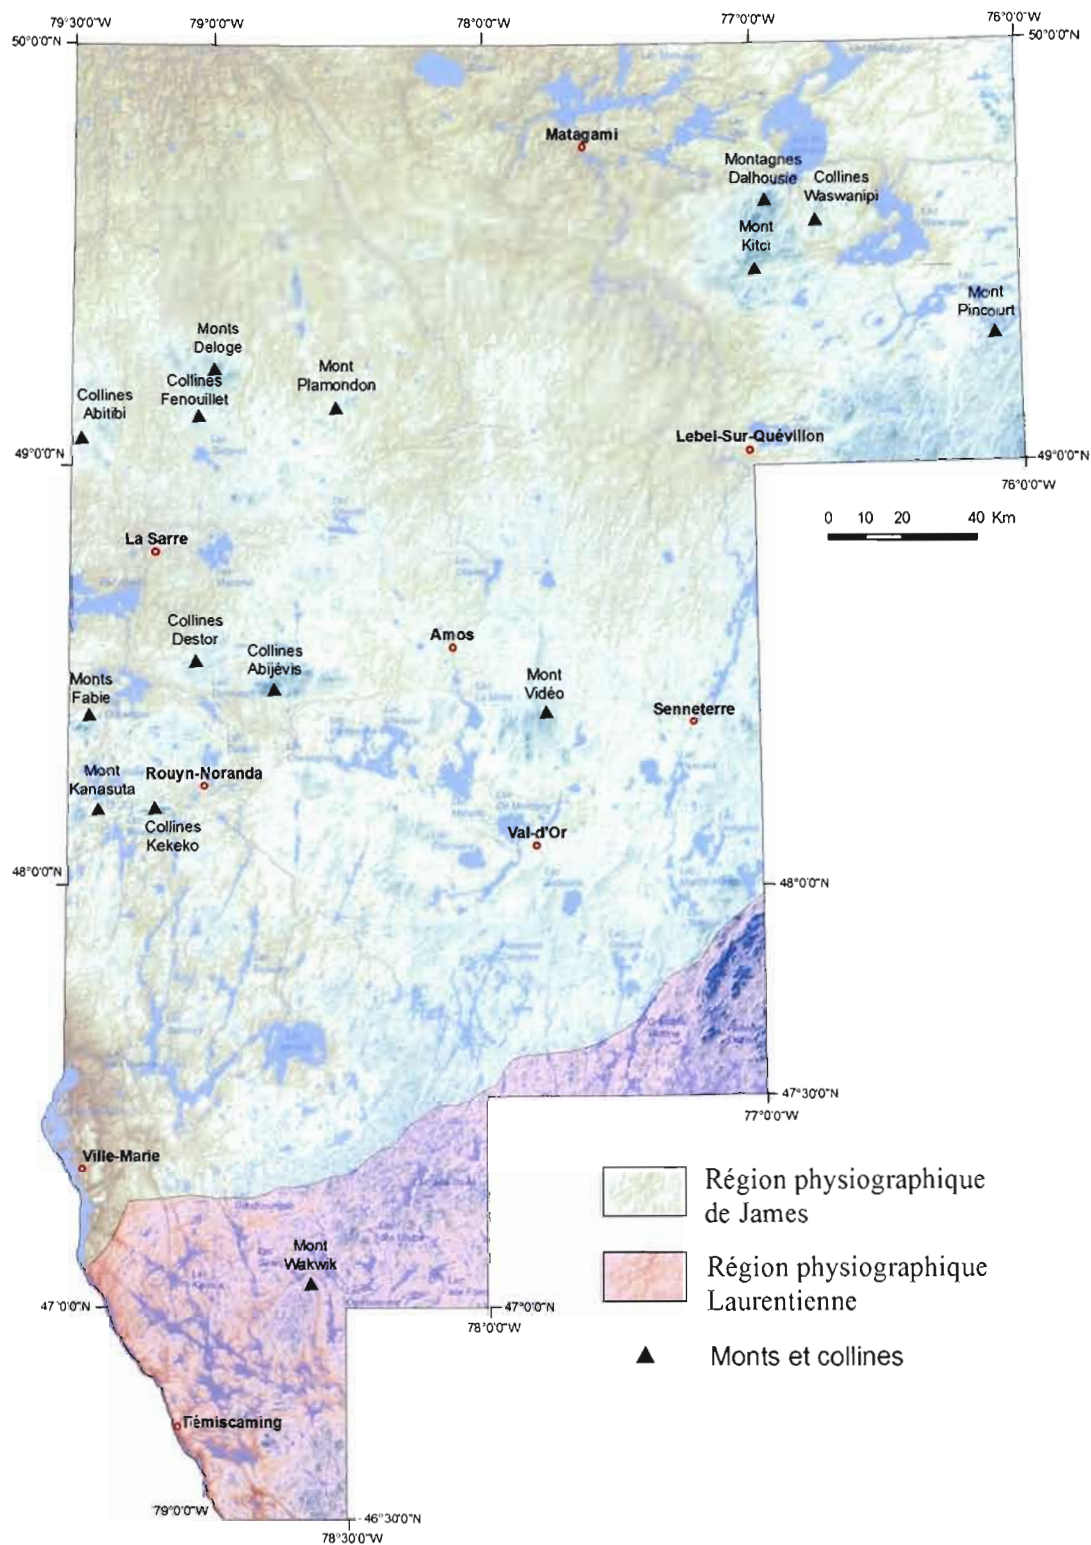 79°30'0"W
79°0'0"W
78°0'0"W
77°0'0"W
76°0'0"W
50°0'0"N
50°0'0"N
Matagami
Montagnes
Dalhousie
Collines
Waswanipi
Mont
Kitci
Mont
Pincourt
Monts
Deloge
Mont
Plamondon
Collines
Fenouillet
Collines
Abitibi
Lebel-Sur-Quévillon
49°0'0"N
49°0'0"N
76°0'0"W
0 10 20 40 Km
La Sarre
Collines
Destor
Amos
Collines
Abijévis
Monts
Fabie
Mont
Vidéo
Senneterre
Mont
Kanasuta
Rouyn-Noranda
Collines
Kekeko
Val-d'Or
48°0'0"N
48°0'0"N
47°30'0"N
77°0'0"W
Ville-Marie
Région physiographique
de James
Mont
Wakwik
Région physiographique
Laurentienne
47°0'0"N
47°0'0"N
78°0'0"W
Monts et collines
Témiscaming
79°0'0"W
46°30'0"N
78°30'0"W